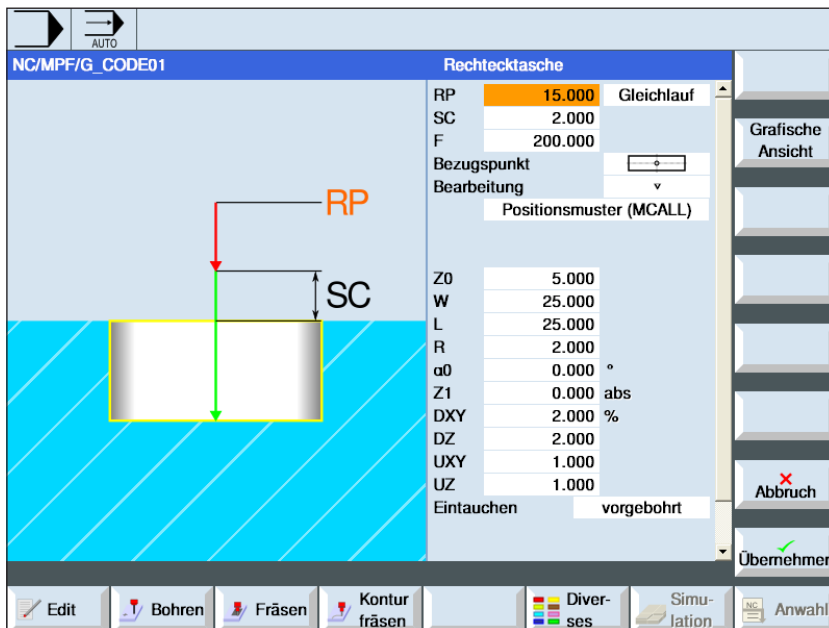 AUTO
NC/MPF/G_CODE01
Rechtecktasche
RP 15.000 Gleichlauf
SC 2.000
F 200.000
Bezugspunkt
Bearbeitung v
Positionsmuster (MCALL)
Z0 5.000
W 25.000
L 25.000
R 2.000
α0 0.000 °
Z1 0.000 abs
DXY 2.000 %
DZ 2.000
UXY 1.000
UZ 1.000
Eintauchen vorgebohrt
RP
SC
Grafische
Ansicht
Abbruch
Übernehmen
Edit
Bohren
Fräsen
Kontur
fräsen
Diver-
ses
Simu-
lation
NC
Anwahl